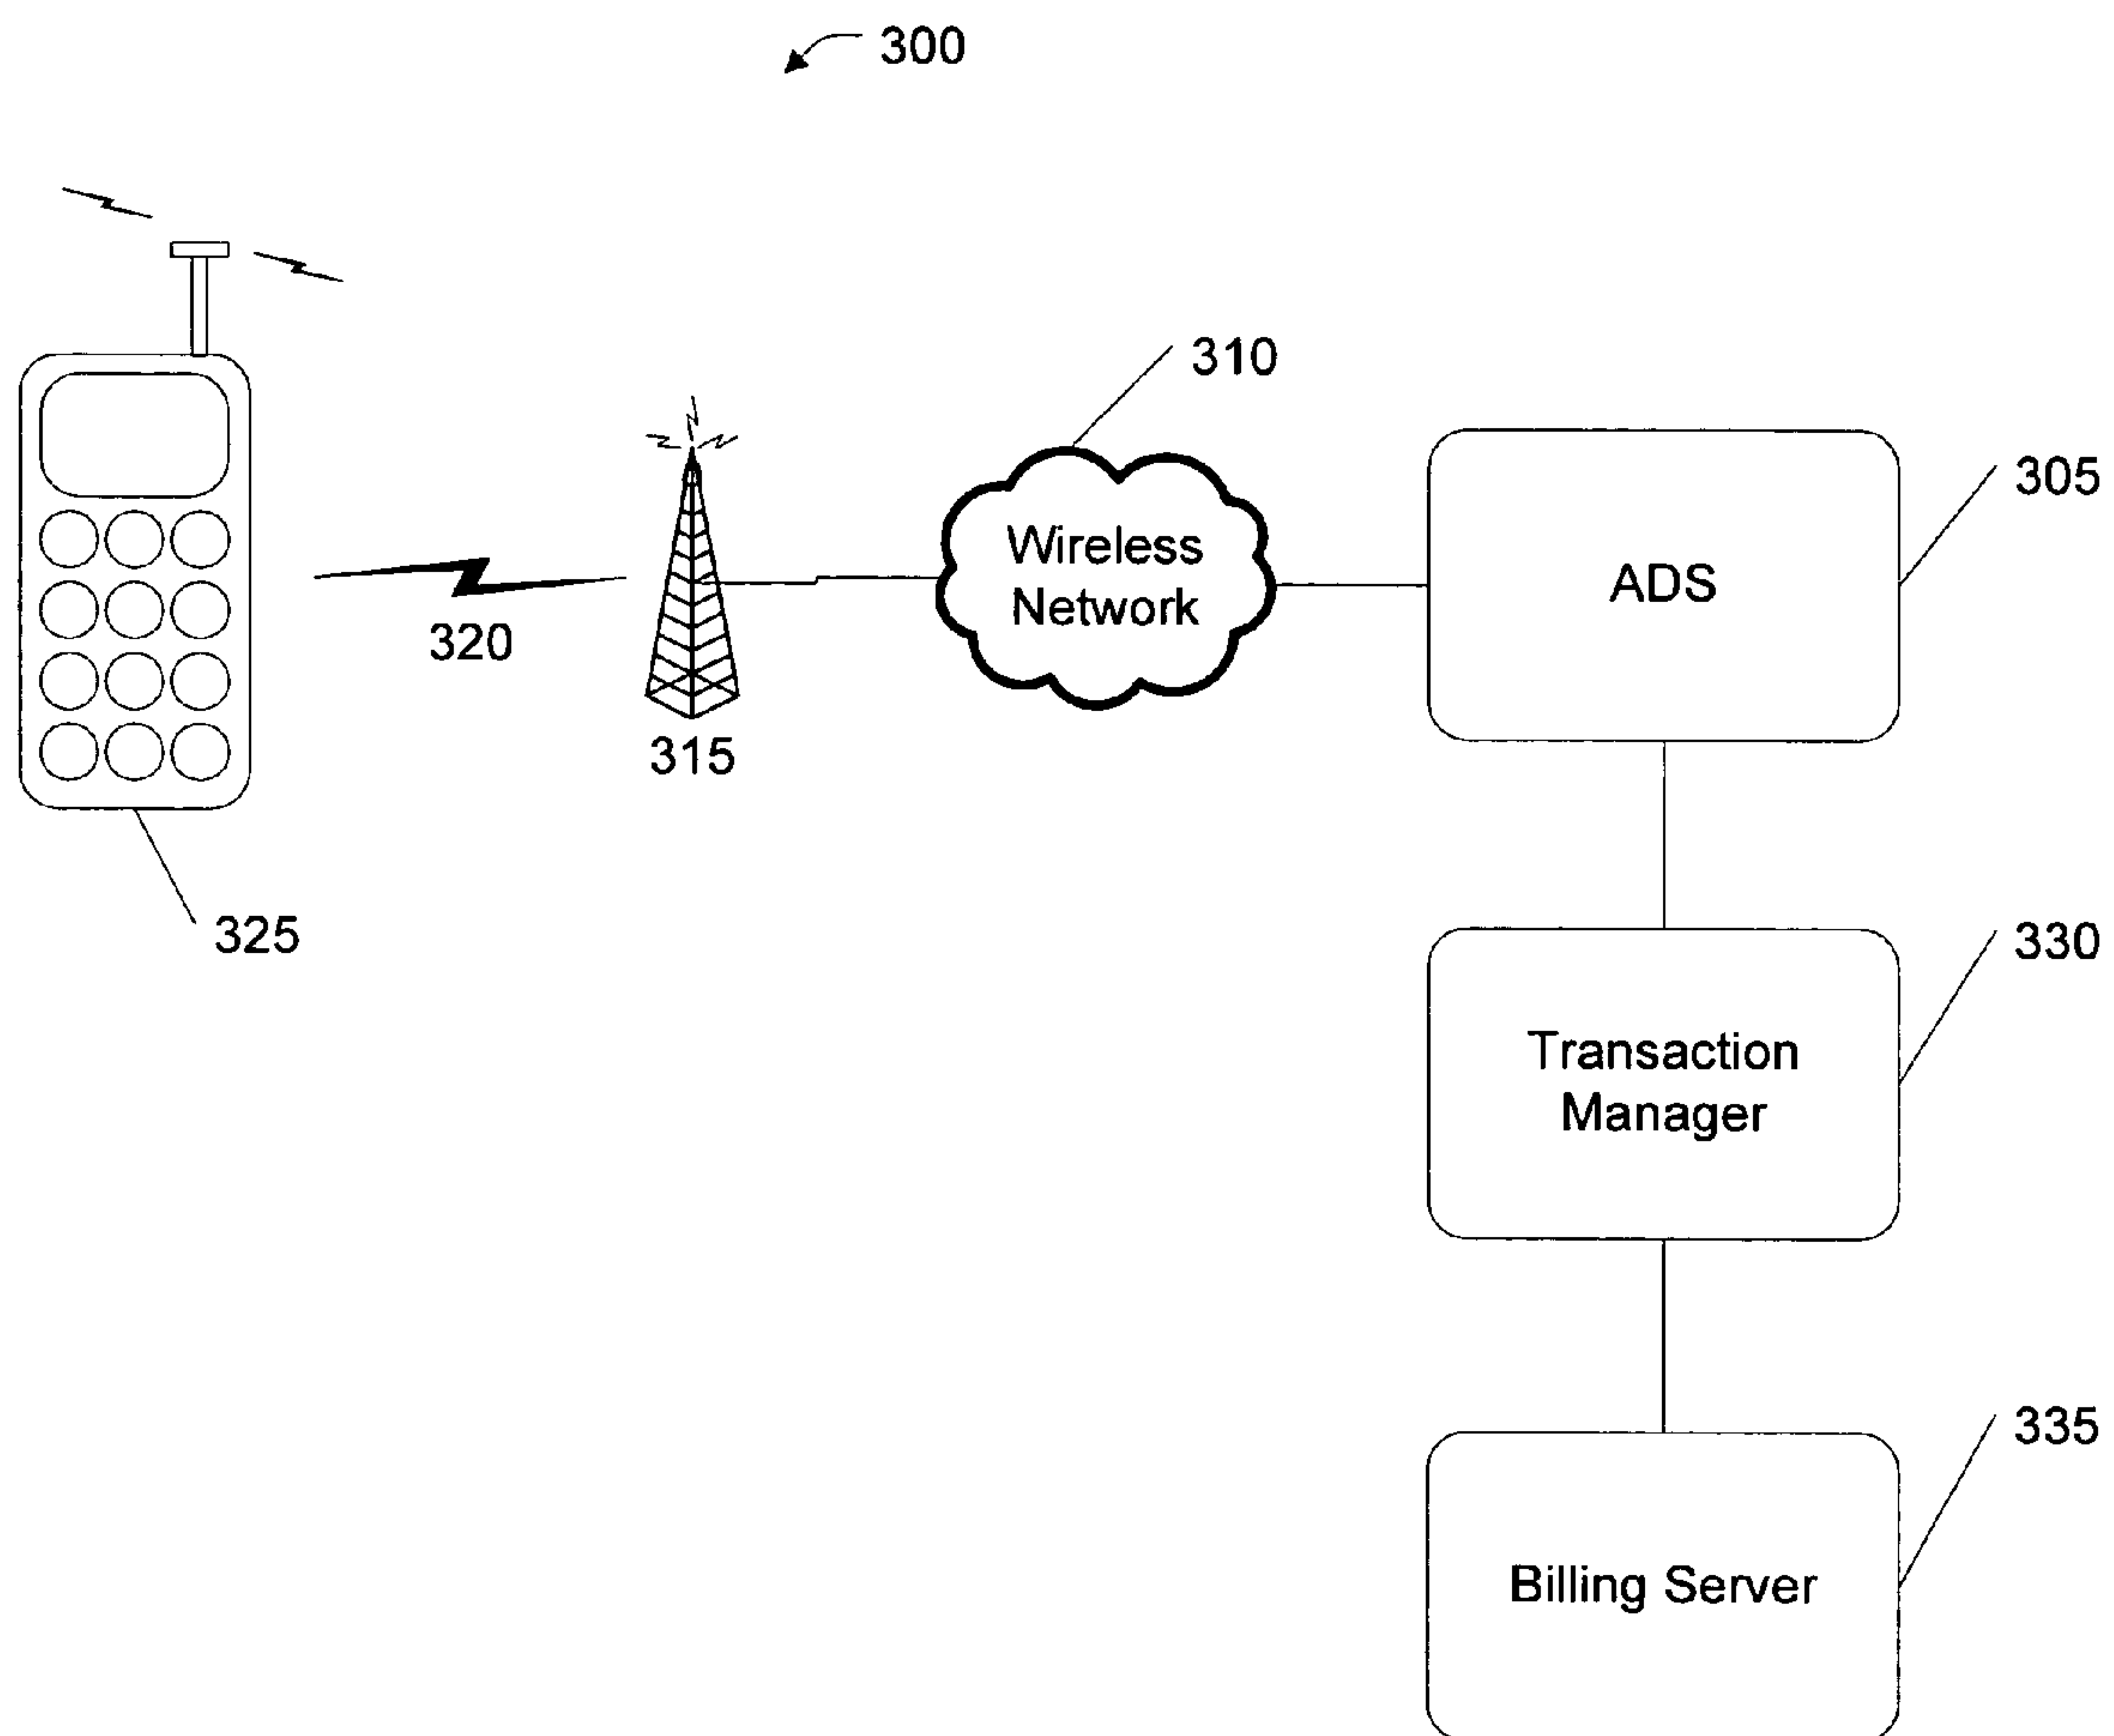 300
310
305
Wireless
Network
ADS
320
315
325
330
Transaction
Manager
335
Billing Server